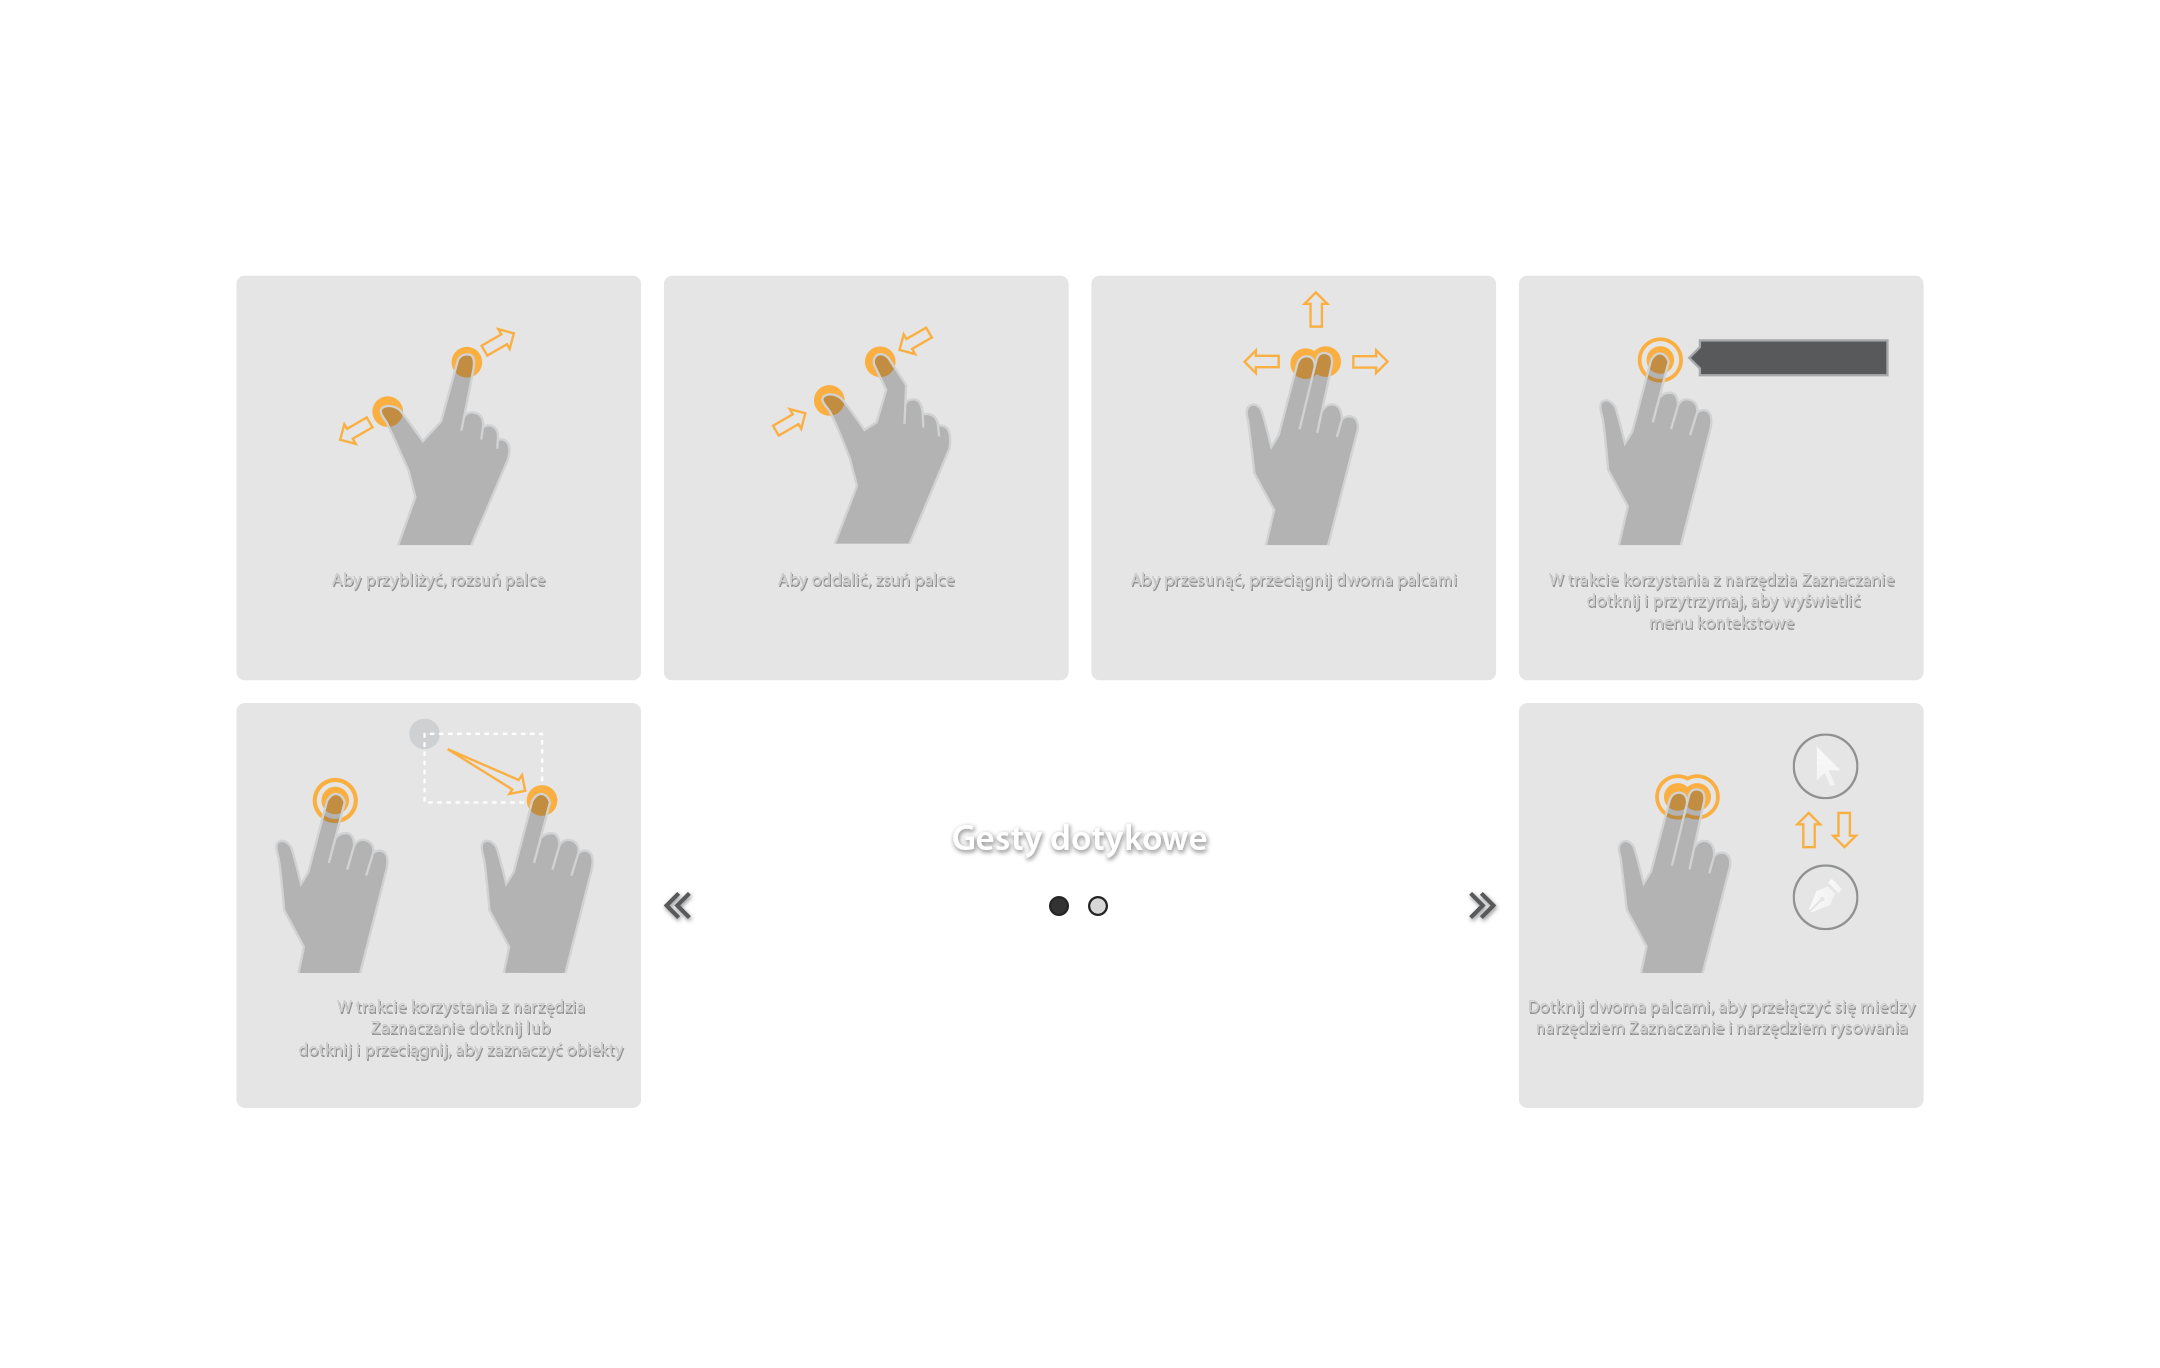 Aby przybliżyć, rozsuń palce
Aby oddalić, zsuń palce
Aby przesunąć, przeciągnij dwoma palcami
W trakcie korzystania z narzędzia Zaznaczanie
dotknij i przytrzymaj, aby wyświetlić
menu kontekstowe
W trakcie korzystania z narzędzia
Zaznaczanie dotknij lub
dotknij i przeciągnij, aby zaznaczyć obiekty
Gesty dotykowe
Dotknij dwoma palcami, aby przełączyć się miedzy
narzędziem Zaznaczanie i narzędziem rysowania